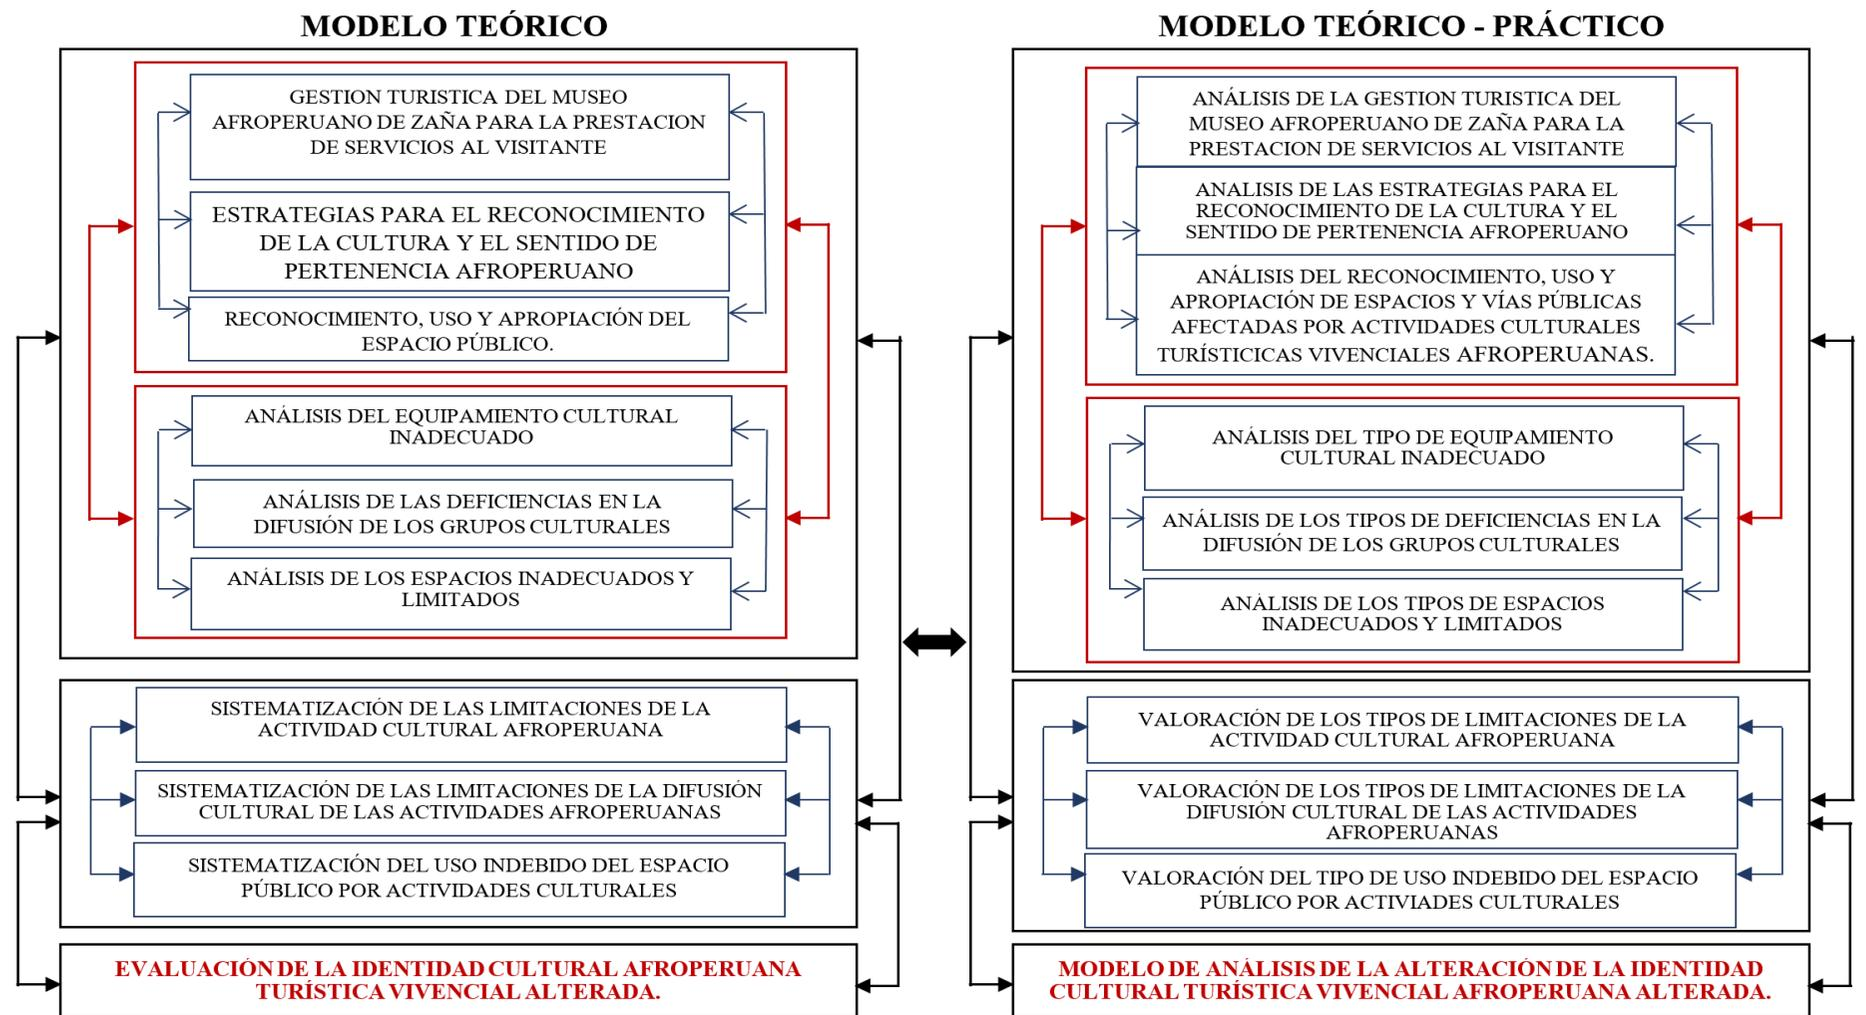 MODELO TEÓRICO
GESTION TURISTICA DEL MUSEO
AFROPERUANO DE ZAÑA PARA LA PRESTACION
DE SERVICIOS AL VISITANTE
ESTRATEGIAS PARA EL RECONOCIMIENTO
DE LA CULTURA Y EL SENTIDO DE
PERTENENCIA AFROPERUANO
RECONOCIMIENTO, USO Y APROPIACIÓN DEL
ESPACIO PÚBLICO.
ANÁLISIS DEL EQUIPAMIENTO CULTURAL
INADECUADO
ANÁLISIS DE LAS DEFICIENCIAS EN LA
DIFUSIÓN DE LOS GRUPOS CULTURALES
ANÁLISIS DE LOS ESPACIOS INADECUADOS Y
LIMITADOS
SISTEMATIZACIÓN DE LAS LIMITACIONES DE LA
ACTIVIDAD CULTURAL AFROPERUANA
SISTEMATIZACIÓN DE LAS LIMITACIONES DE LA DIFUSIÓN
CULTURAL DE LAS ACTIVIDADES AFROPERUANAS
SISTEMATIZACIÓN DEL USO INDEBIDO DEL ESPACIO
PÚBLICO POR ACTIVIDADES CULTURALES
EVALUACIÓN DE LA IDENTIDAD CULTURAL AFROPERUANA
TURÍSTICA VIVENCIAL ALTERADA.
MODELO TEÓRICO - PRÁCTICO
ANÁLISIS DE LA GESTION TURISTICA DEL
MUSEO AFROPERUANO DE ZAÑA PARA LA
PRESTACION DE SERVICIOS AL VISITANTE
ANALISIS DE LAS ESTRATEGIAS PARA EL
RECONOCIMIENTO DE LA CULTURA Y EL
SENTIDO DE PERTENENCIA AFROPERUANO
ANÁLISIS DEL RECONOCIMIENTO, USO Y
APROPIACIÓN DE ESPACIOS Y VÍAS PÚBLICAS
AFECTADAS POR ACTIVIDADES CULTURALES
TURÍSTICICAS VIVENCIALES AFROPERUANAS.
ANÁLISIS DEL TIPO DE EQUIPAMIENTO
CULTURAL INADECUADO
ANÁLISIS DE LOS TIPOS DE DEFICIENCIAS EN LA
DIFUSIÓN DE LOS GRUPOS CULTURALES
ANÁLISIS DE LOS TIPOS DE ESPACIOS
INADECUADOS Y LIMITADOS
VALORACIÓN DE LOS TIPOS DE LIMITACIONES DE LA
ACTIVIDAD CULTURAL AFROPERUANA
VALORACIÓN DE LOS TIPOS DE LIMITACIONES DE LA
DIFUSIÓN CULTURAL DE LAS ACTIVIDADES
AFROPERUANAS
VALORACIÓN DEL TIPO DE USO INDEBIDO DEL ESPACIO
PÚBLICO POR ACTIVIADES CULTURALES
MODELO DE ANÁLISIS DE LA ALTERACIÓN DE LA IDENTIDAD
CULTURAL TURÍSTICA VIVENCIAL AFROPERUANA ALTERADA.